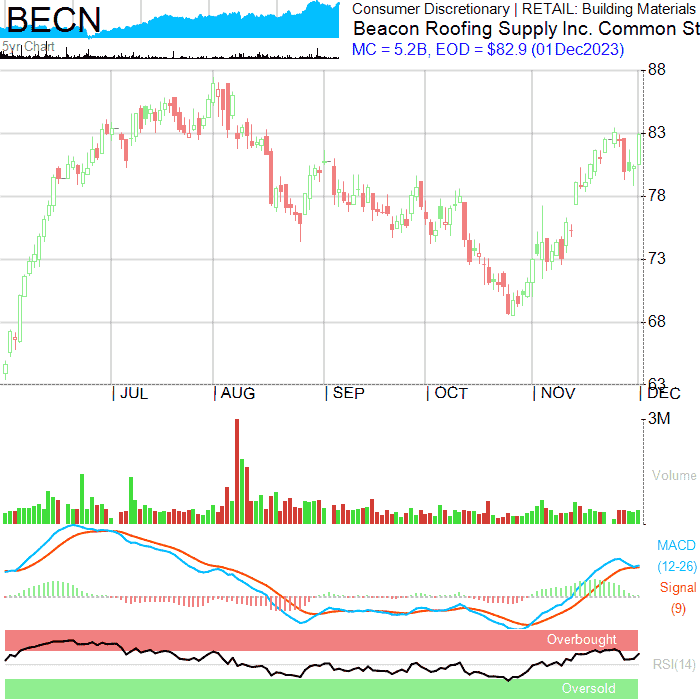 BECN
5yr Chart
Consumer Discretionary | RETAIL: Building Materials
Beacon Roofing Supply Inc. Common St
MC = 5.2B, EOD = $82.9 (01Dec2023)
88
83
78
73
68
63
| JUL | AUG | SEP | OCT | NOV | DEC
3M
Volume
MACD
(12-26)
Signal
(9)
Overbought
RSI(14)
Oversold